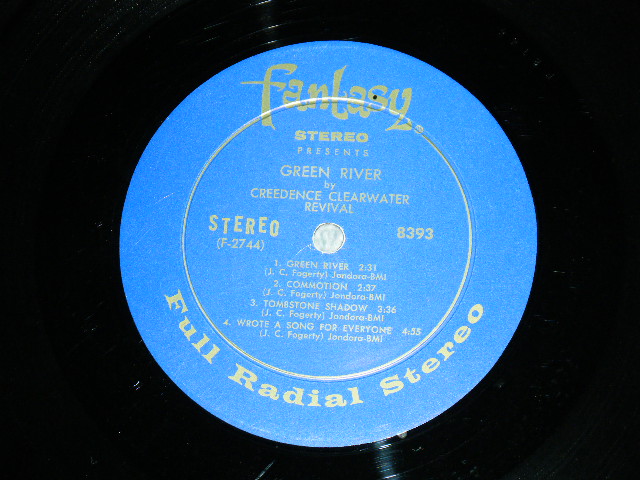 Fantasy
STEREO
PRESENTS
GREEN RIVER
by
CREEDENCE CLEARWATER
REVIVAL
STEREO
(F-2744)
8393
1. GREEN RIVER 2:31
(J. C. Fogerty) Jondora-BMI
2. COMMOTION 2:37
(J. C. Fogerty) Jondora-BMI
3. TOMBSTONE SHADOW 3:36
(J. C. Fogerty) Jondora-BMI
4. WROTE A SONG FOR EVERYONE 4:55
(J. C. Fogerty) Jondora-BMI
Full Radial Stereo